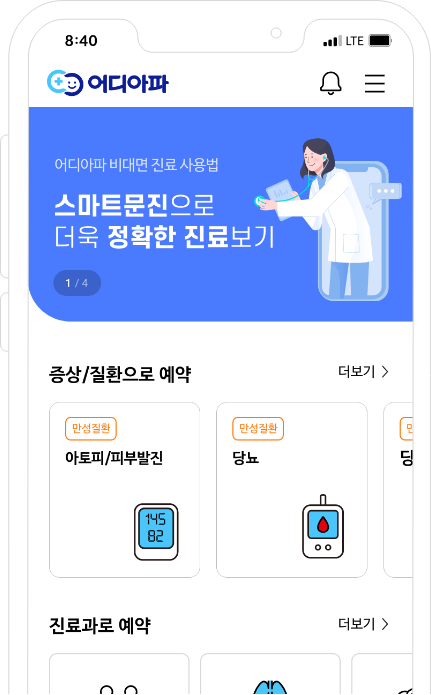 8:40
LTE
어디아파
어디아파 비대면 진료 사용법
스마트문진으로
더욱 정확한 진료보기
1 / 4
증상/질환으로 예약
더보기
만성질환
만성질환
아토피/피부발진
당뇨
당
145
82
진료과로 예약
더보기